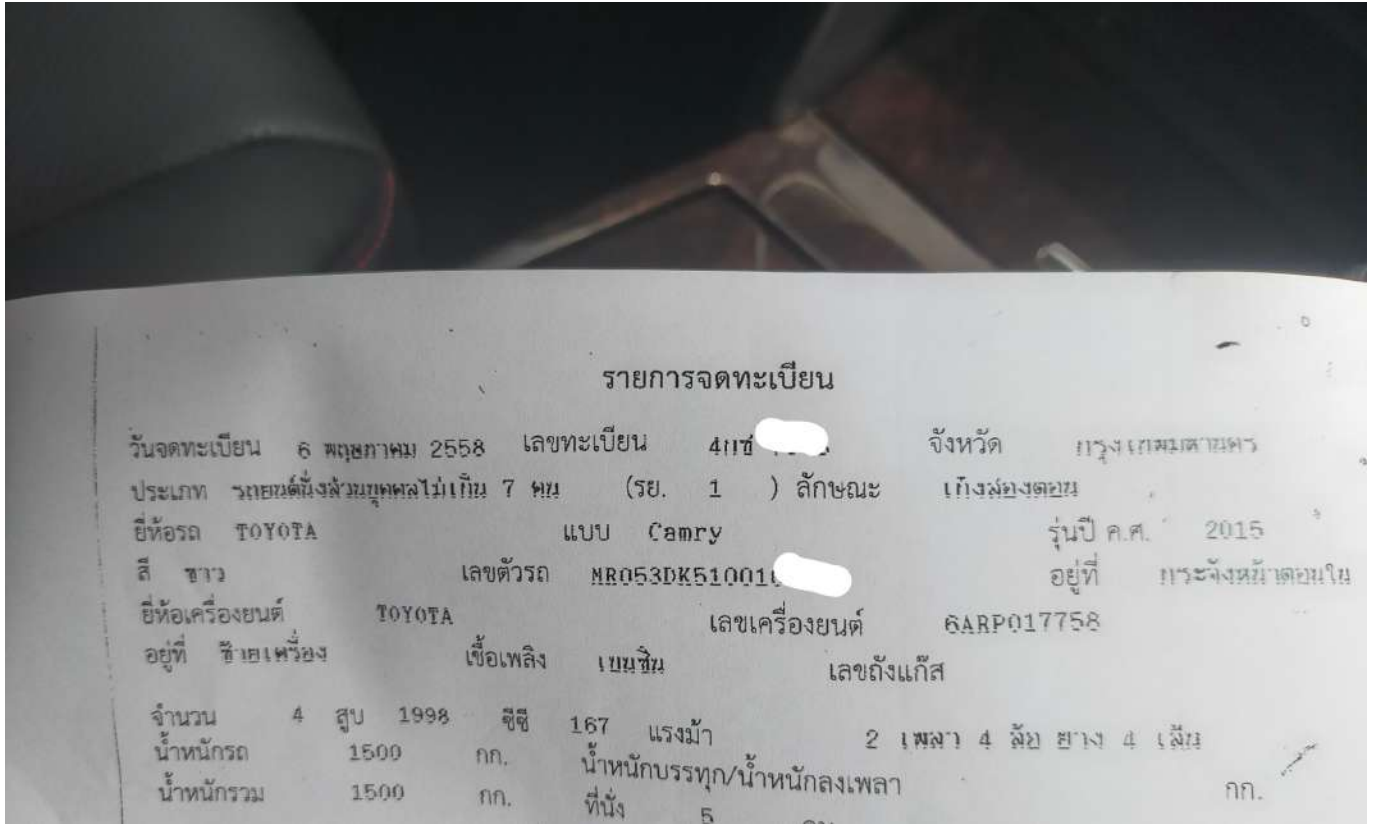 รายการจดทะเบียน
วันจดทะเบียน 6 พฤษภาคม 2558 เลขทะเบียน 4กช จังหวัด กรุงเทพมหานคร
ประเภท รถยนต์นั่งส่วนบุคคลไม่เกิน 7 คน (รย. 1 ) ลักษณะ เก๋งสองตอน
ยี่ห้อรถ TOYOTA แบบ Camry รุ่นปี ค.ศ. 2015
สี ขาว เลขตัวรถ MR053DK510010 อยู่ที่ กระจังหน้าตอนใน
ยี่ห้อเครื่องยนต์ TOYOTA เลขเครื่องยนต์ 6ARP017758
อยู่ที่ ซ้ายเครื่อง เชื้อเพลิง เบนซิน เลขถังแก๊ส
จำนวน 4 สูบ 1998 ซีซี 167 แรงม้า 2 เพลา 4 ล้อ ยาง 4 เส้น
น้ำหนักรถ 1500 กก. น้ำหนักบรรทุก/น้ำหนักลงเพลา กก.
น้ำหนักรวม 1500 กก. ที่นั่ง 5